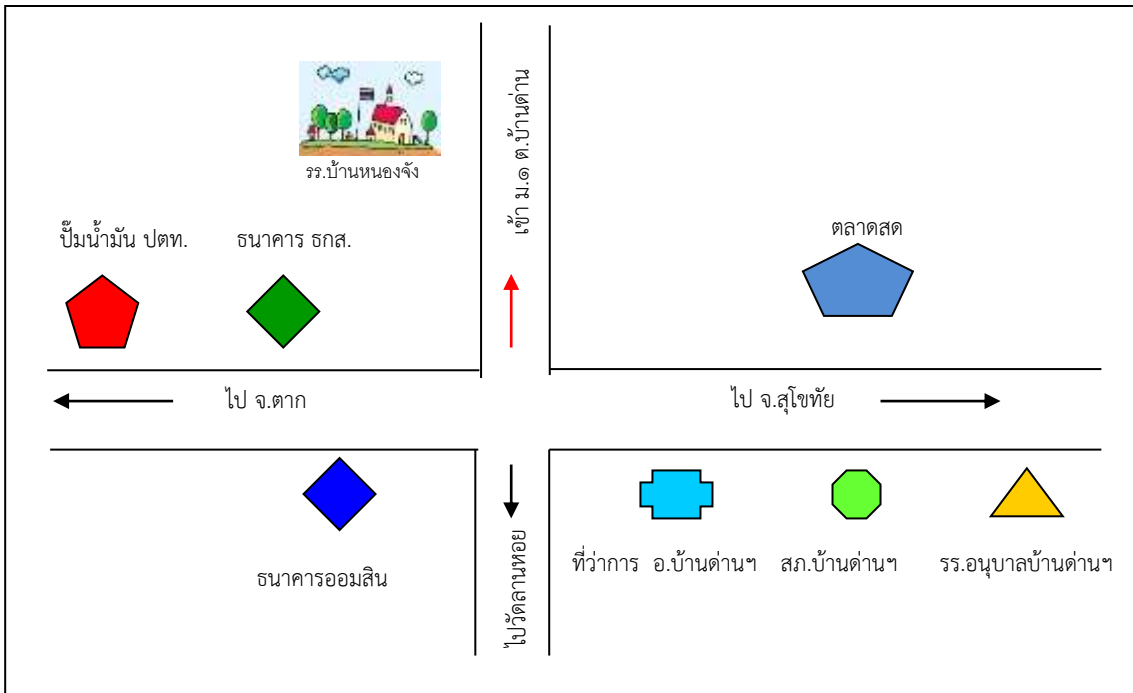 เข้า ม.๑ ต.บ้านด่าน
รร.บ้านหนองจัง
ปั๊มน้ำมัน ปตท.
ธนาคาร ธกส.
ตลาดสด
ไป จ.ตาก
ไป จ.สุโขทัย
ธนาคารออมสิน
ไปวัดลานหอย
ที่ว่าการ อ.บ้านด่านฯ
สภ.บ้านด่านฯ
รร.อนุบาลบ้านด่านฯ